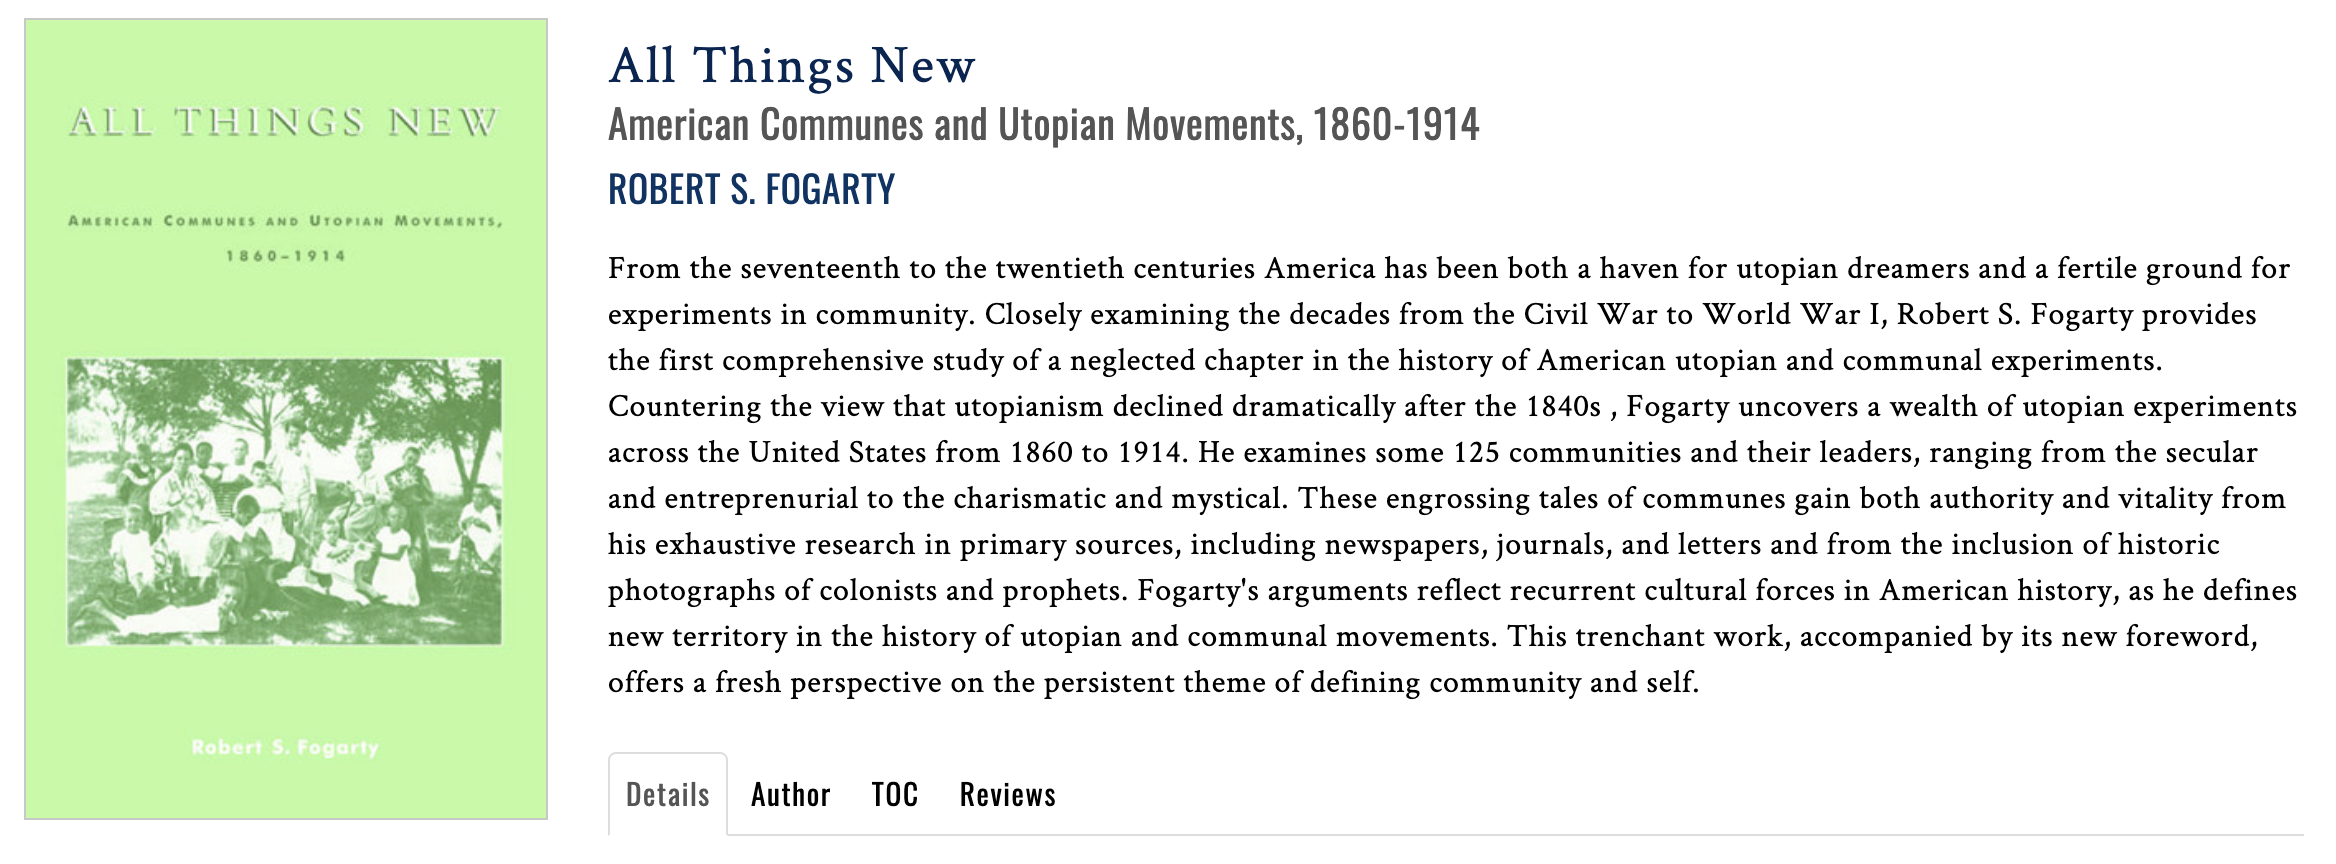 ALL THINGS NEW
AMERICAN COMMUNES AND UTOPIAN MOVEMENTS,
1860–1914
Robert S. Fogarty
All Things New
American Communes and Utopian Movements, 1860-1914
ROBERT S. FOGARTY
From the seventeenth to the twentieth centuries America has been both a haven for utopian dreamers and a fertile ground for
experiments in community. Closely examining the decades from the Civil War to World War I, Robert S. Fogarty provides
the first comprehensive study of a neglected chapter in the history of American utopian and communal experiments.
Countering the view that utopianism declined dramatically after the 1840s , Fogarty uncovers a wealth of utopian experiments
across the United States from 1860 to 1914. He examines some 125 communities and their leaders, ranging from the secular
and entreprenurial to the charismatic and mystical. These engrossing tales of communes gain both authority and vitality from
his exhaustive research in primary sources, including newspapers, journals, and letters and from the inclusion of historic
photographs of colonists and prophets. Fogarty's arguments reflect recurrent cultural forces in American history, as he defines
new territory in the history of utopian and communal movements. This trenchant work, accompanied by its new foreword,
offers a fresh perspective on the persistent theme of defining community and self.
Details Author TOC Reviews